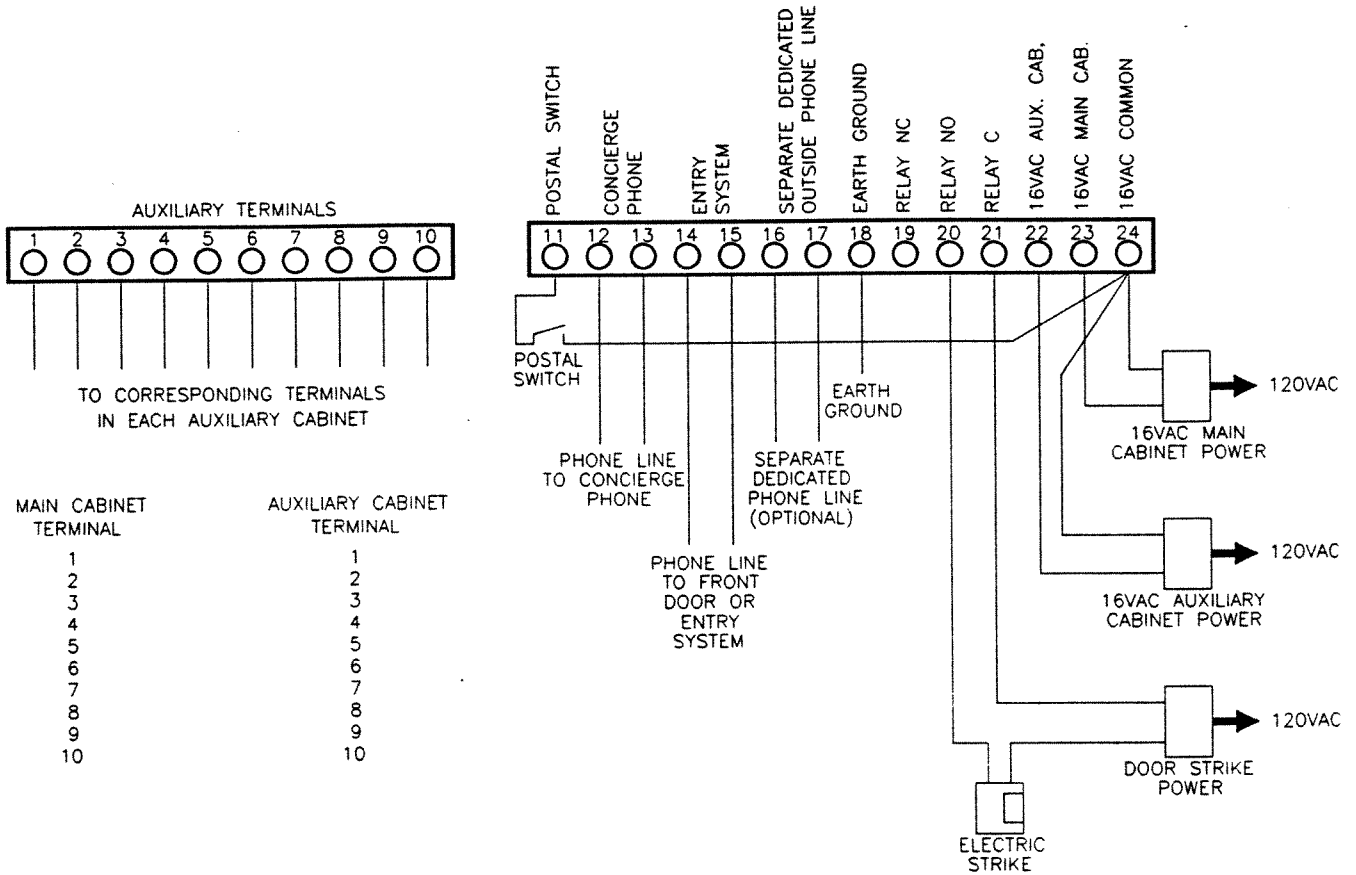 AUXILIARY TERMINALS
1 2 3 4 5 6 7 8 9 10
TO CORRESPONDING TERMINALS
IN EACH AUXILIARY CABINET
MAIN CABINET
TERMINAL
1
2
3
4
5
6
7
8
9
10
AUXILIARY CABINET
TERMINAL
1
2
3
4
5
6
7
8
9
10
POSTAL SWITCH
CONCIERGE
PHONE
ENTRY
SYSTEM
SEPARATE DEDICATED
OUTSIDE PHONE LINE
EARTH GROUND
RELAY NC
RELAY NO
RELAY C
16VAC AUX. CAB,
16VAC MAIN CAB.
16VAC COMMON
11 12 13 14 15 16 17 18 19 20 21 22 23 24
POSTAL
SWITCH
EARTH
GROUND
PHONE LINE
TO CONCIERGE
PHONE
SEPARATE
DEDICATED
PHONE LINE
(OPTIONAL)
PHONE LINE
TO FRONT
DOOR OR
ENTRY
SYSTEM
120VAC
16VAC MAIN
CABINET POWER
120VAC
16VAC AUXILIARY
CABINET POWER
120VAC
DOOR STRIKE
POWER
ELECTRIC
STRIKE